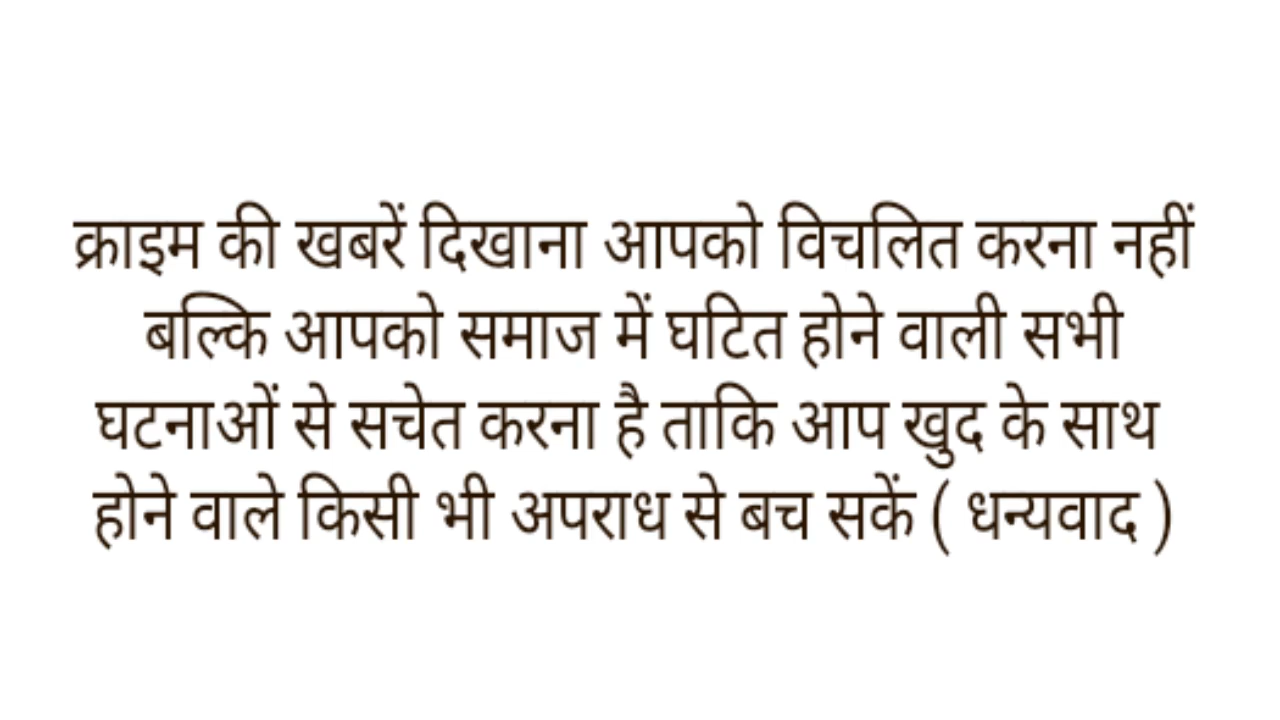 क्राइम की खबरें दिखाना आपको विचलित करना नहीं
बल्कि आपको समाज में घटित होने वाली सभी
घटनाओं से सचेत करना है ताकि आप खुद के साथ
होने वाले किसी भी अपराध से बच सकें ( धन्यवाद )